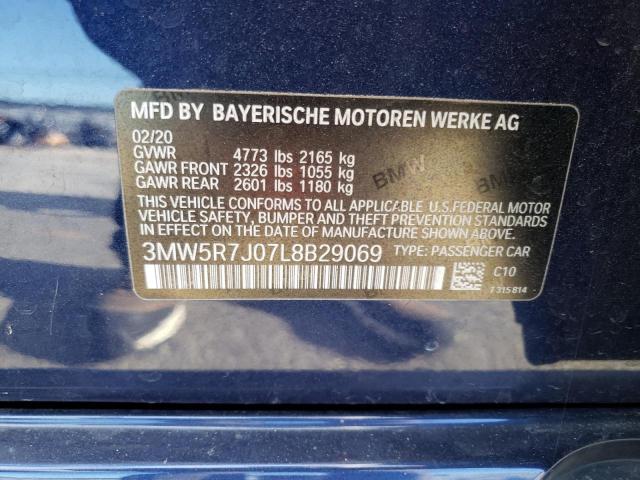 MFD BY BAYERISCHE MOTOREN WERKE AG
02/20
GVWR 4773 lbs 2165 kg
GAWR FRONT 2326 lbs 1055 kg
GAWR REAR 2601 lbs 1180 kg
THIS VEHICLE CONFORMS TO ALL APPLICABLE U.S.FEDERAL MOTOR
VEHICLE SAFETY, BUMPER AND THEFT PREVENTION STANDARDS
IN EFFECT ON THE DATE OF MANUFACTURE SHOWN ABOVE.
3MW5R7J07L8B29069 TYPE: PASSENGER CAR
C10
7315814
BMW
BMW